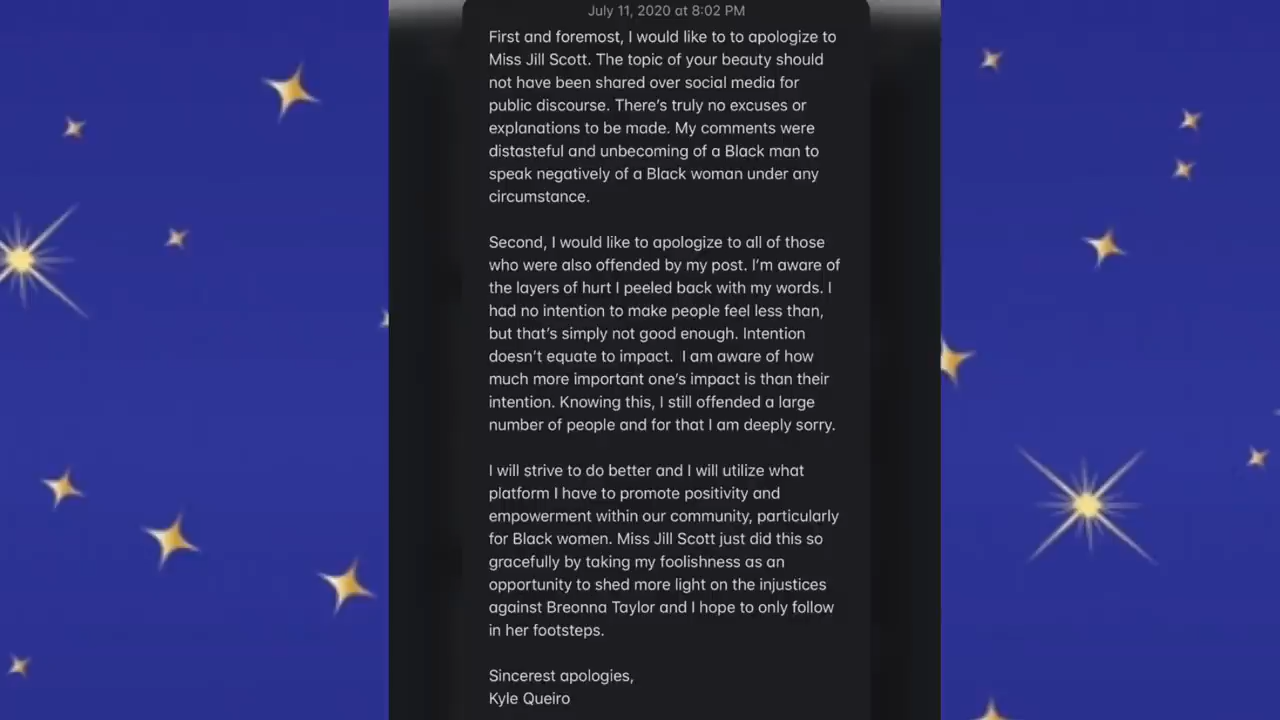 July 11, 2020 at 8:02 PM
First and foremost, I would like to to apologize to
Miss Jill Scott. The topic of your beauty should
not have been shared over social media for
public discourse. There's truly no excuses or
explanations to be made. My comments were
distasteful and unbecoming of a Black man to
speak negatively of a Black woman under any
circumstance.
Second, I would like to apologize to all of those
who were also offended by my post. I'm aware of
the layers of hurt I peeled back with my words. I
had no intention to make people feel less than,
but that's simply not good enough. Intention
doesn't equate to impact.  I am aware of how
much more important one's impact is than their
intention. Knowing this, I still offended a large
number of people and for that I am deeply sorry.
I will strive to do better and I will utilize what
platform I have to promote positivity and
empowerment within our community, particularly
for Black women. Miss Jill Scott just did this so
gracefully by taking my foolishness as an
opportunity to shed more light on the injustices
against Breonna Taylor and I hope to only follow
in her footsteps.
Sincerest apologies,
Kyle Queiro